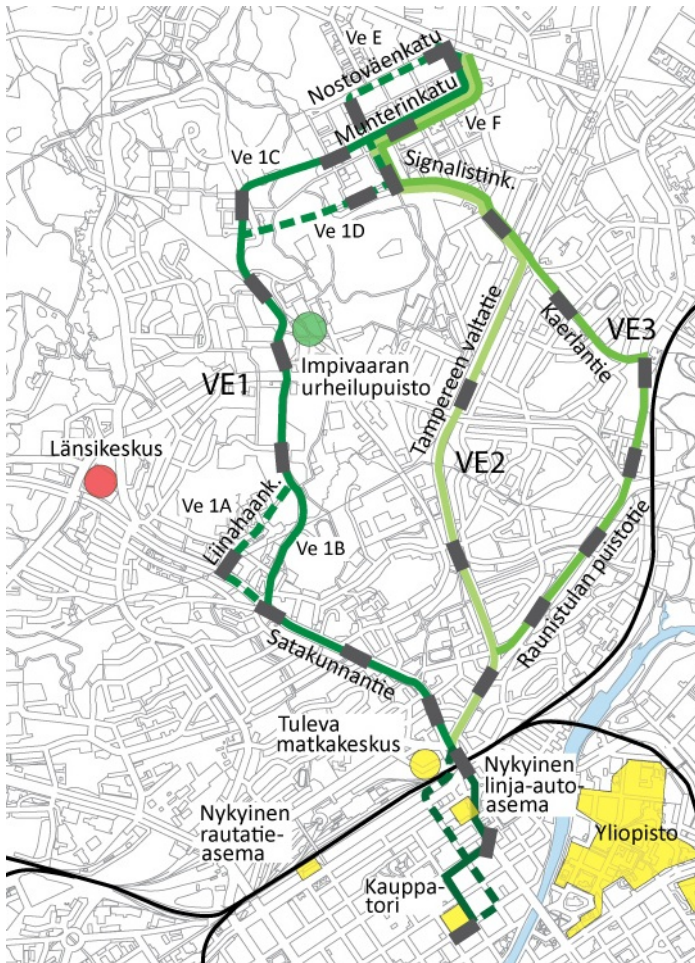 Ve E
Nostoväenkatu
Munterinkatu
Ve F
Ve 1C
Signalistink.
Ve 1D
Kaerlantie
VE3
Tampereen valtatie
Impivaaran
urheilupuisto
VE1
Länsikeskus
VE2
Ve 1A
Liinahaank.
Ve 1B
Raunistulan puistotie
Satakunnantie
Tuleva
matkakeskus
Nykyinen
linja-auto-
asema
Nykyinen
rautatie-
asema
Yliopisto
Kauppa-
tori